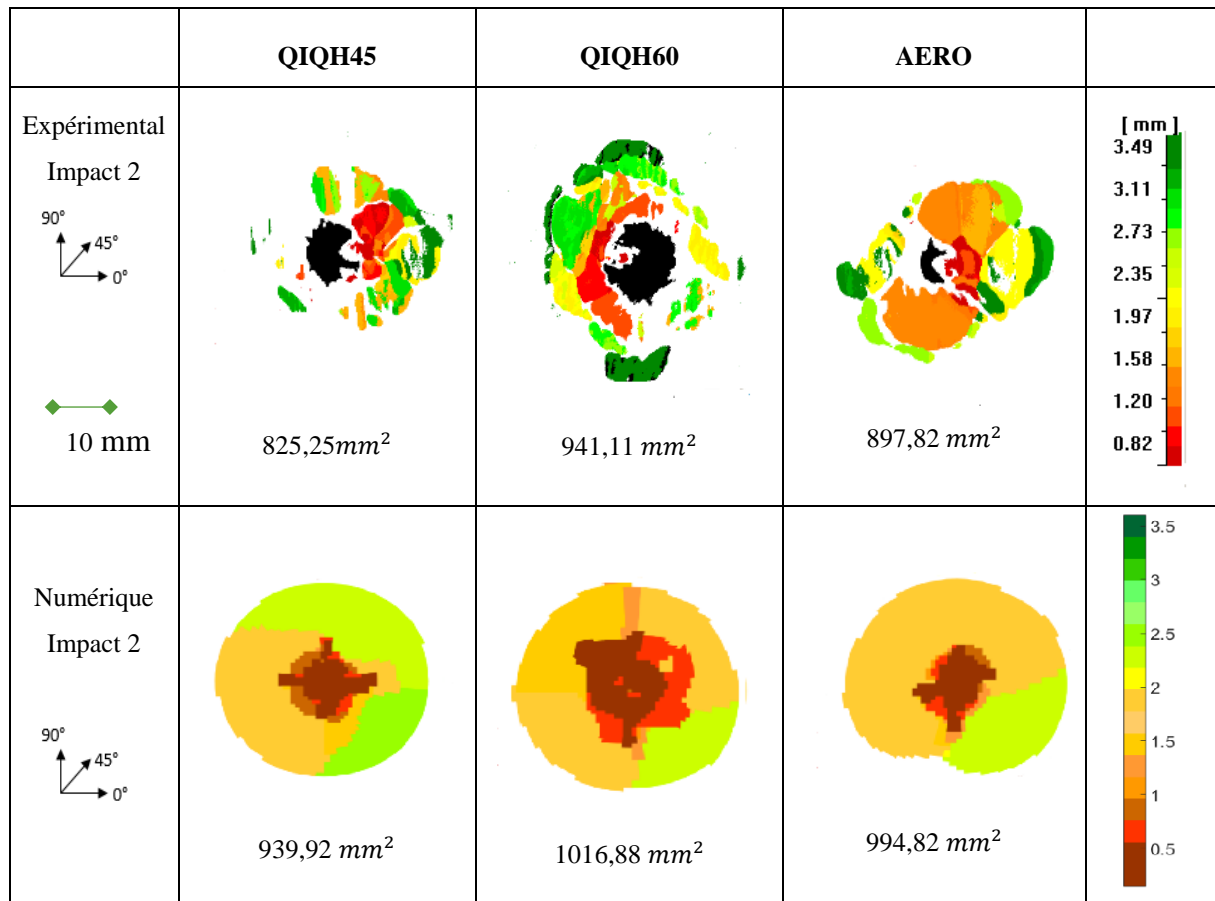 QIQH45
QIQH60
AERO
Expérimental
Impact 2
90°
45°
0°
10 mm
825,25mm²
941,11 mm²
897,82 mm²
[ mm ]
3.49
3.11
2.73
2.35
1.97
1.58
1.20
0.82
Numérique
Impact 2
90°
45°
0°
939,92 mm²
1016,88 mm²
994,82 mm²
3.5
3
2.5
2
1.5
1
0.5